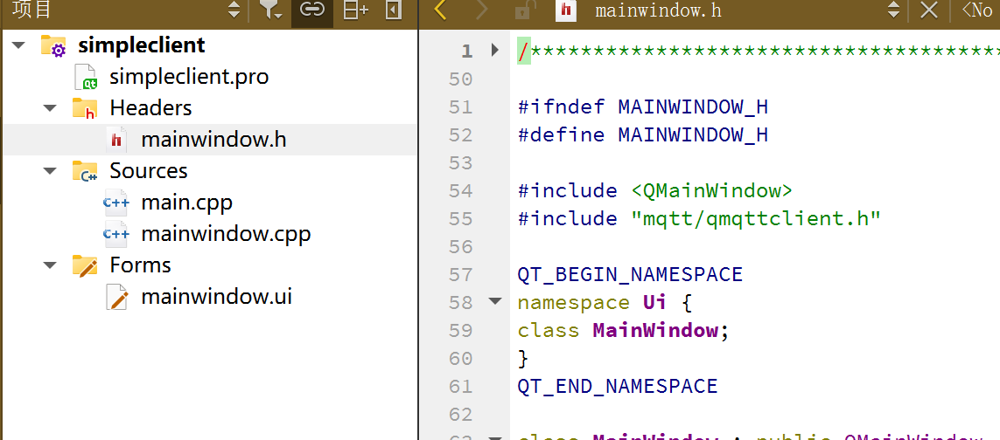 项目
simpleclient
simpleclient.pro
Headers
mainwindow.h
Sources
main.cpp
mainwindow.cpp
Forms
mainwindow.ui
mainwindow.h
<No
1 /**************************************
50
51 #ifndef MAINWINDOW_H
52 #define MAINWINDOW_H
53
54 #include <QMainWindow>
55 #include "mqtt/qmqttclient.h"
56
57 QT_BEGIN_NAMESPACE
58 namespace Ui {
59 class MainWindow;
60 }
61 QT_END_NAMESPACE
62
63 class MainWindow : public QMainWindow